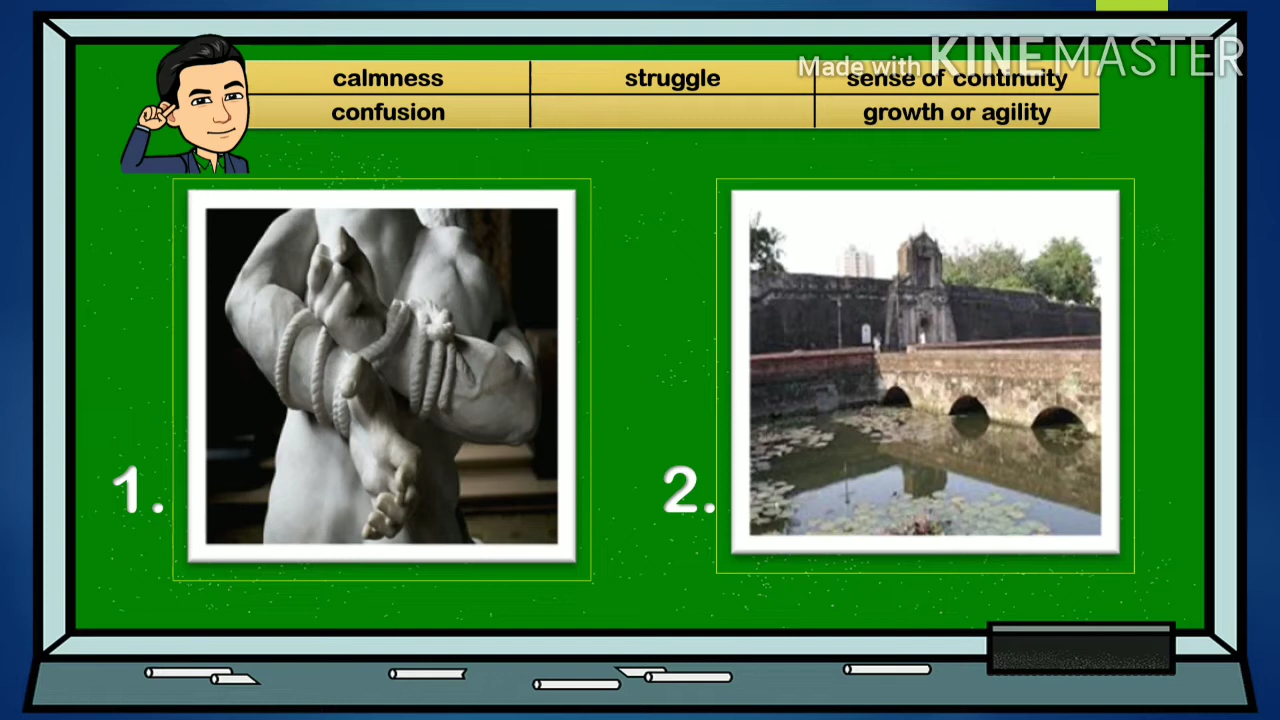 Made with KINEMASTER
calmness struggle sense of continuity
confusion growth or agility
1. 2.